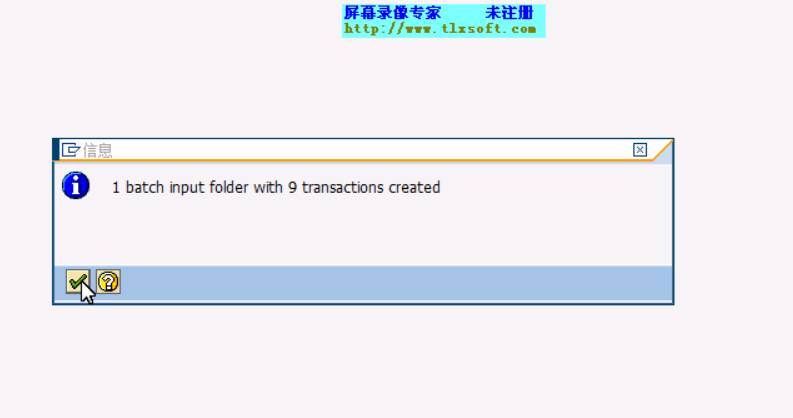 屏幕录像专家 未注册
http://www.tlxsoft.com
信息
1 batch input folder with 9 transactions created